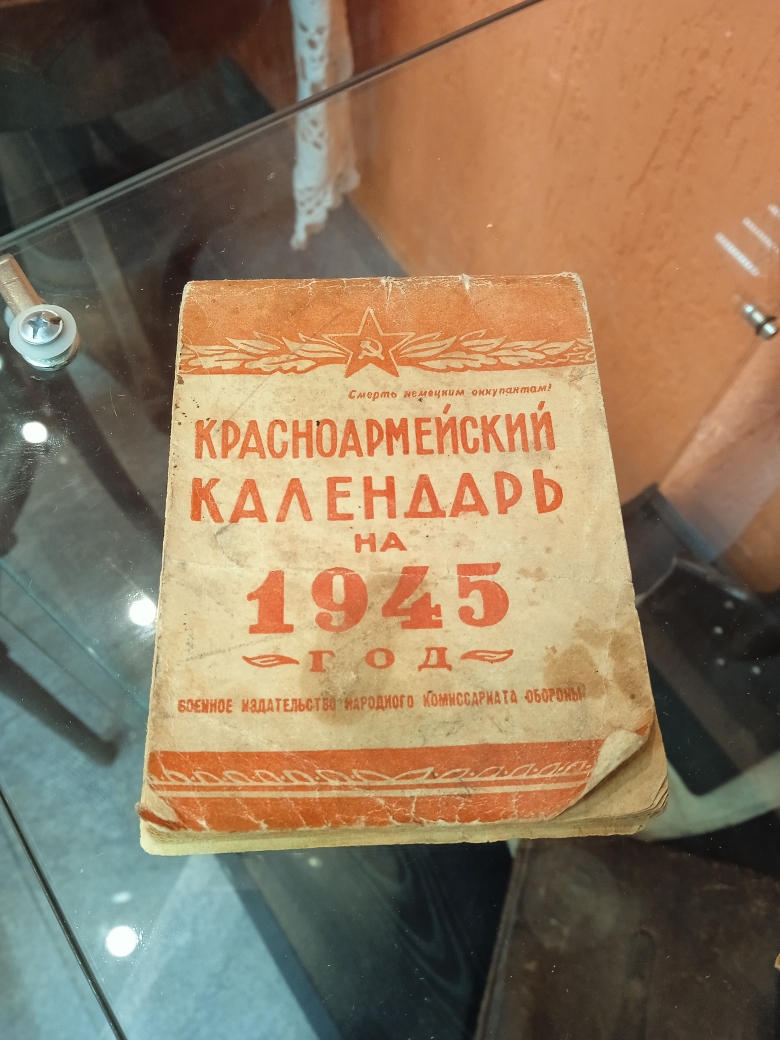 Смерть немецким оккупантам!
КРАСНОАРМЕЙСКИЙ
КАЛЕНДАРЬ
НА
1945
ГОД
ВОЕННОЕ ИЗДАТЕЛЬСТВО НАРОДНОГО КОМИССАРИАТА ОБОРОНЫ